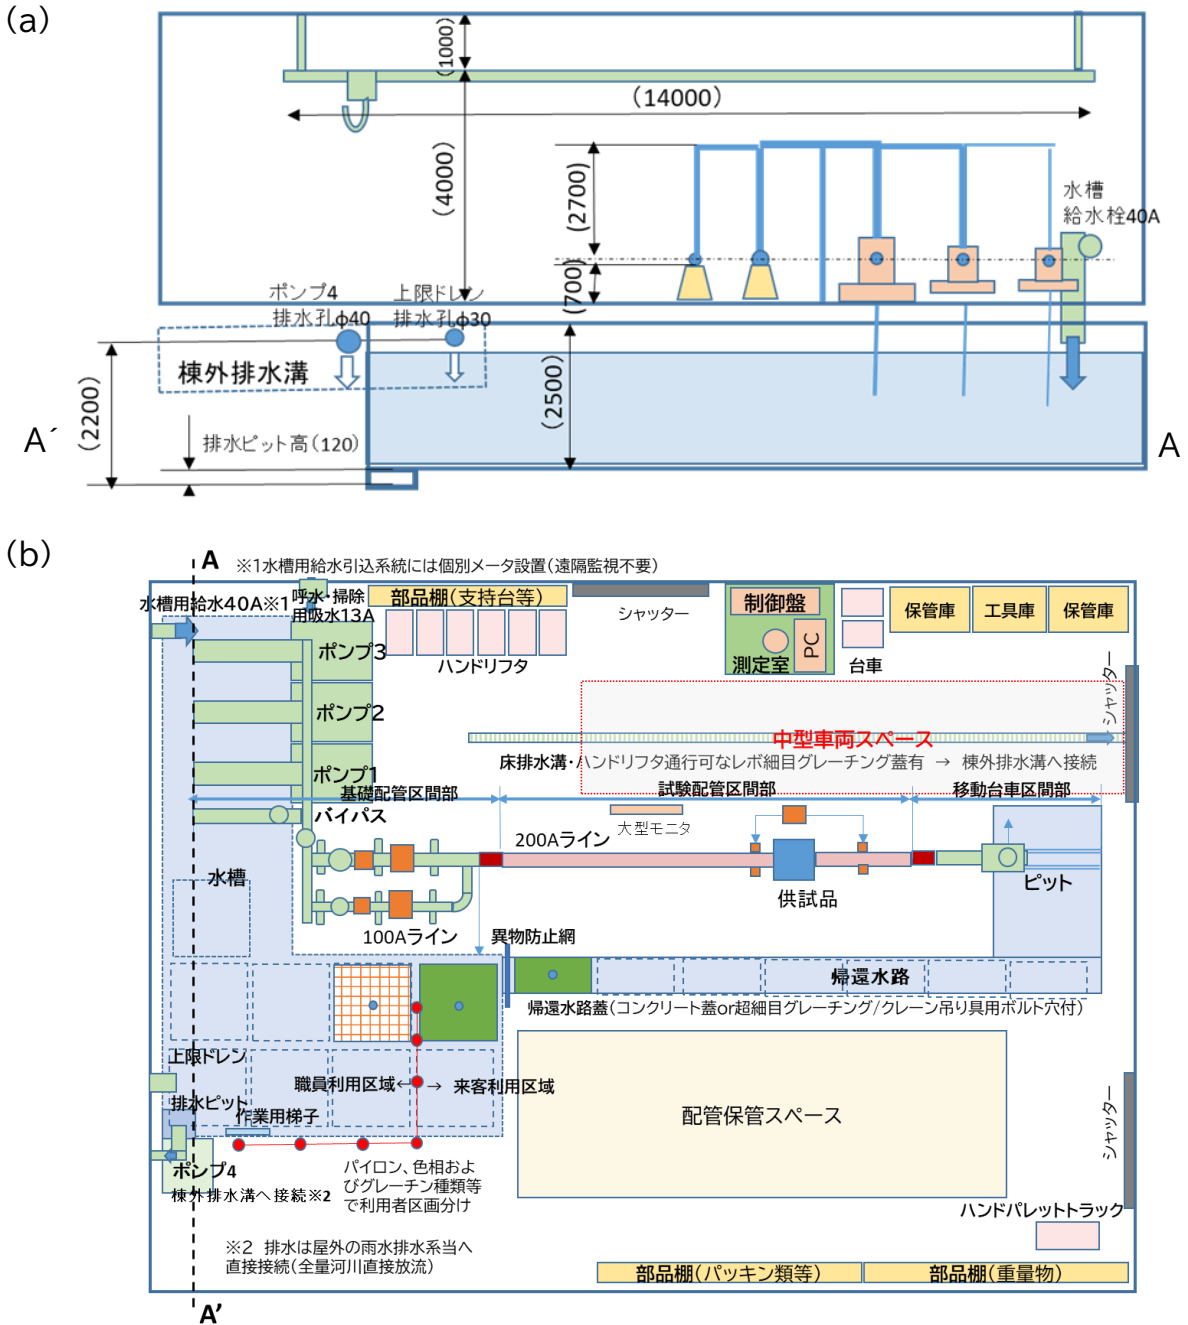 (a)
(1000)
(14000)
(4000)
(2700)
水槽
給水栓40A
(700)
ポンプ4
排水孔φ40
上限ドレン
排水孔φ30
棟外排水溝
(2200)
(2500)
排水ピット高(120)
A´
A
(b)
A
※1水槽用給水引込系統には個別メータ設置(遠隔監視不要)
水槽用給水40A※1
呼水・掃除
用吸水13A
部品棚(支持台等)
シャッター
制御盤
保管庫
工具庫
保管庫
ポンプ3
ハンドリフタ
測定室
PC
台車
シャッター
ポンプ2
中型車両スペース
床排水溝・ハンドリフタ通行可なレボ細目グレーチング蓋有 → 棟外排水溝へ接続
ポンプ1
基礎配管区間部
試験配管区間部
移動台車区間部
バイパス
大型モニタ
200Aライン
水槽
供試品
ピット
100Aライン
異物防止網
帰還水路
帰還水路蓋(コンクリート蓋or超細目グレーチング/クレーン吊り具用ボルト穴付)
上限ドレン
職員利用区域← → 来客利用区域
排水ピット
作業用梯子
配管保管スペース
シャッター
ポンプ4
棟外排水溝へ接続※2
パイロン、色相およ
びグレーチン種類等
で利用者区画分け
ハンドパレットトラック
※2 排水は屋外の雨水排水系当へ
直接接続(全量河川直接放流)
部品棚(パッキン類等)
部品棚(重量物)
A’